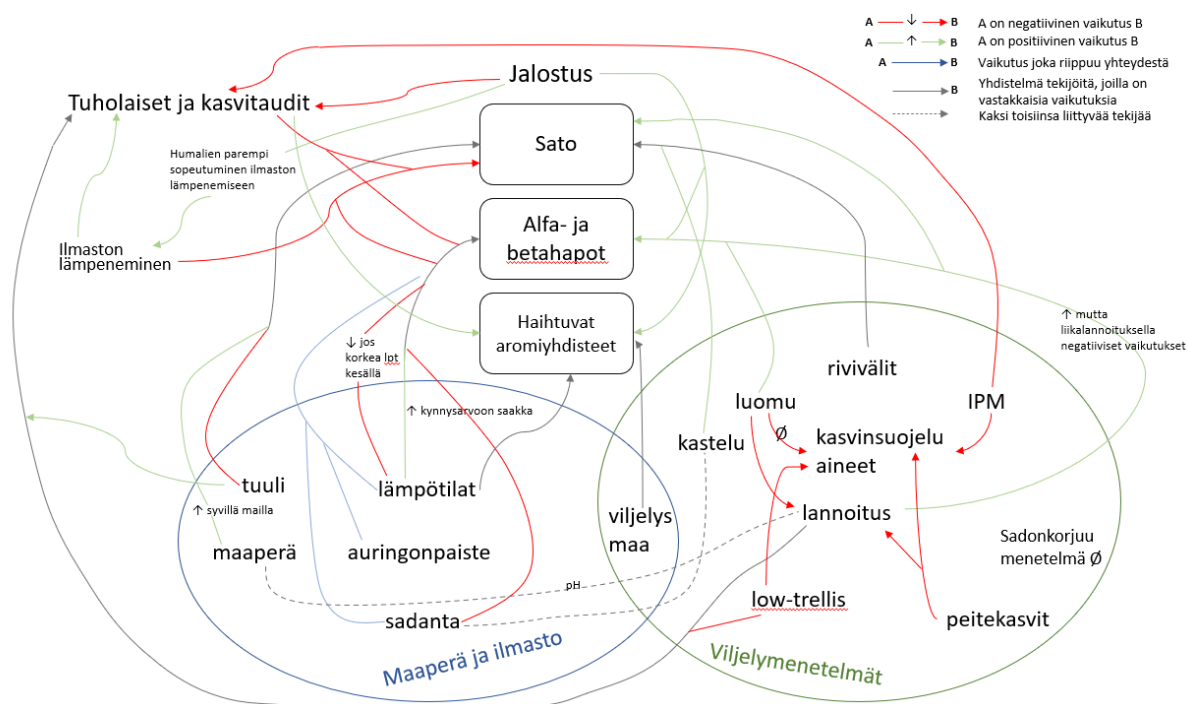 A ↓ B A on negatiivinen vaikutus B
A ↑ B A on positiivinen vaikutus B
A B Vaikutus joka riippuu yhteydestä
B Yhdistelmä tekijöitä, joilla on
vastakkaisia vaikutuksia
Kaksi toisiinsa liittyvää tekijää
Jalostus
Tuholaiset ja kasvitaudit
Sato
Humalien parempi
sopeutuminen ilmaston
lämpenemiseen
Alfa- ja
betahapot
Ilmaston
lämpeneminen
Haihtuvat
aromiyhdisteet
↑ mutta
liikalannoituksella
negatiiviset vaikutukset
↓ jos
korkea lpt
kesällä
↑ kynnysarvoon saakka
rivivälit
luomu
IPM
Ø
kasvinsuojelu
aineet
kastelu
tuuli
lämpötilat
↑ syvillä mailla
viljelys
maa
lannoitus
maaperä
auringonpaiste
Sadonkorjuu
menetelmä Ø
pH
low-trellis
sadanta
peitekasvit
Maaperä ja ilmasto
Viljelymenetelmät